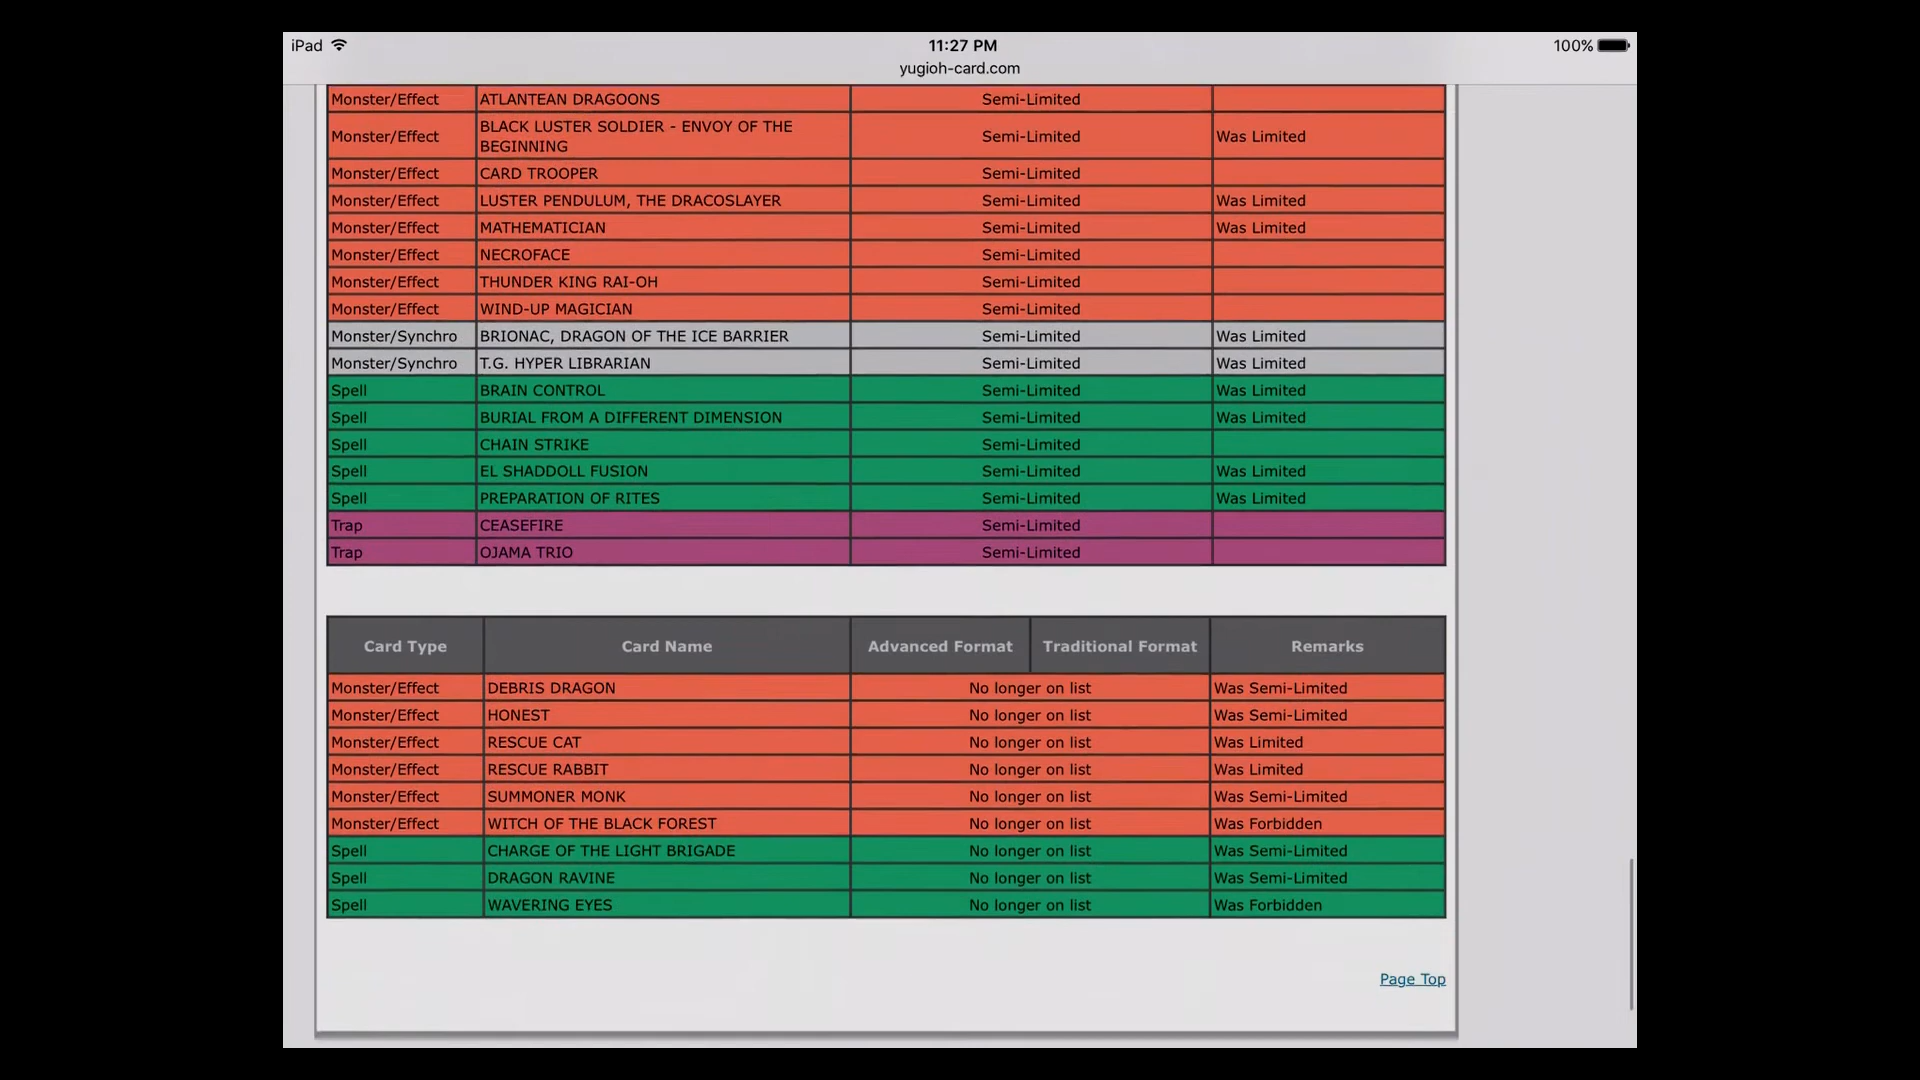 iPad 11:27 PM 100%
yugioh-card.com
Monster/Effect ATLANTEAN DRAGOONS Semi-Limited
Monster/Effect BLACK LUSTER SOLDIER - ENVOY OF THE BEGINNING Semi-Limited Was Limited
Monster/Effect CARD TROOPER Semi-Limited
Monster/Effect LUSTER PENDULUM, THE DRACOSLAYER Semi-Limited Was Limited
Monster/Effect MATHEMATICIAN Semi-Limited Was Limited
Monster/Effect NECROFACE Semi-Limited
Monster/Effect THUNDER KING RAI-OH Semi-Limited
Monster/Effect WIND-UP MAGICIAN Semi-Limited
Monster/Synchro BRIONAC, DRAGON OF THE ICE BARRIER Semi-Limited Was Limited
Monster/Synchro T.G. HYPER LIBRARIAN Semi-Limited Was Limited
Spell BRAIN CONTROL Semi-Limited Was Limited
Spell BURIAL FROM A DIFFERENT DIMENSION Semi-Limited Was Limited
Spell CHAIN STRIKE Semi-Limited
Spell EL SHADDOLL FUSION Semi-Limited Was Limited
Spell PREPARATION OF RITES Semi-Limited Was Limited
Trap CEASEFIRE Semi-Limited
Trap OJAMA TRIO Semi-Limited
Card Type Card Name Advanced Format Traditional Format Remarks
Monster/Effect DEBRIS DRAGON No longer on list Was Semi-Limited
Monster/Effect HONEST No longer on list Was Semi-Limited
Monster/Effect RESCUE CAT No longer on list Was Limited
Monster/Effect RESCUE RABBIT No longer on list Was Limited
Monster/Effect SUMMONER MONK No longer on list Was Semi-Limited
Monster/Effect WITCH OF THE BLACK FOREST No longer on list Was Forbidden
Spell CHARGE OF THE LIGHT BRIGADE No longer on list Was Semi-Limited
Spell DRAGON RAVINE No longer on list Was Semi-Limited
Spell WAVERING EYES No longer on list Was Forbidden
Page Top